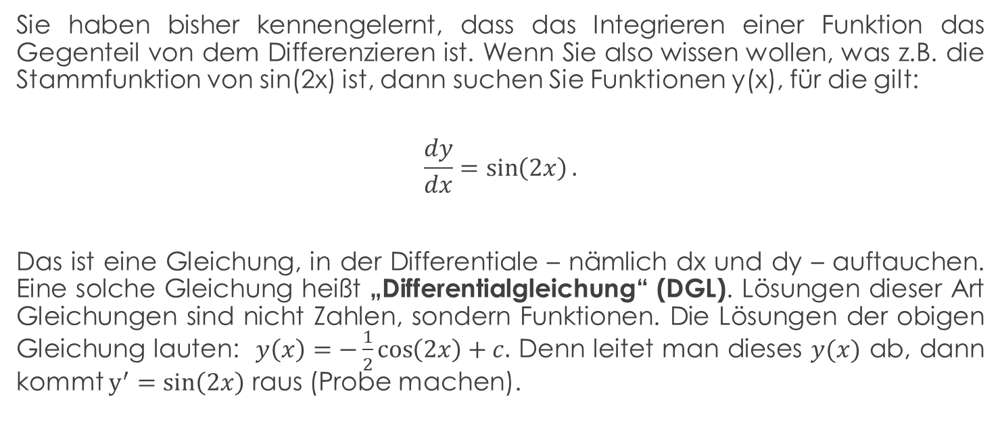 Sie haben bisher kennengelernt, dass das Integrieren einer Funktion das
Gegenteil von dem Differenzieren ist. Wenn Sie also wissen wollen, was z.B. die
Stammfunktion von sin(2x) ist, dann suchen Sie Funktionen y(x), für die gilt:
dy/dx = sin(2x) .
Das ist eine Gleichung, in der Differentiale – nämlich dx und dy – auftauchen.
Eine solche Gleichung heißt „Differentialgleichung“ (DGL). Lösungen dieser Art
Gleichungen sind nicht Zahlen, sondern Funktionen. Die Lösungen der obigen
Gleichung lauten: y(x) = −1/2 cos(2x) + c. Denn leitet man dieses y(x) ab, dann
kommt y′ = sin(2x) raus (Probe machen).